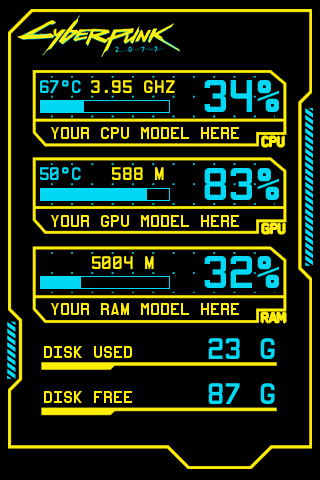 Cyberpunk
2077
67°C 3.95 GHZ 34%
YOUR CPU MODEL HERE
CPU
50°C 588 M 83%
YOUR GPU MODEL HERE
GPU
5004 M 32%
YOUR RAM MODEL HERE
RAM
DISK USED 23 G
DISK FREE 87 G